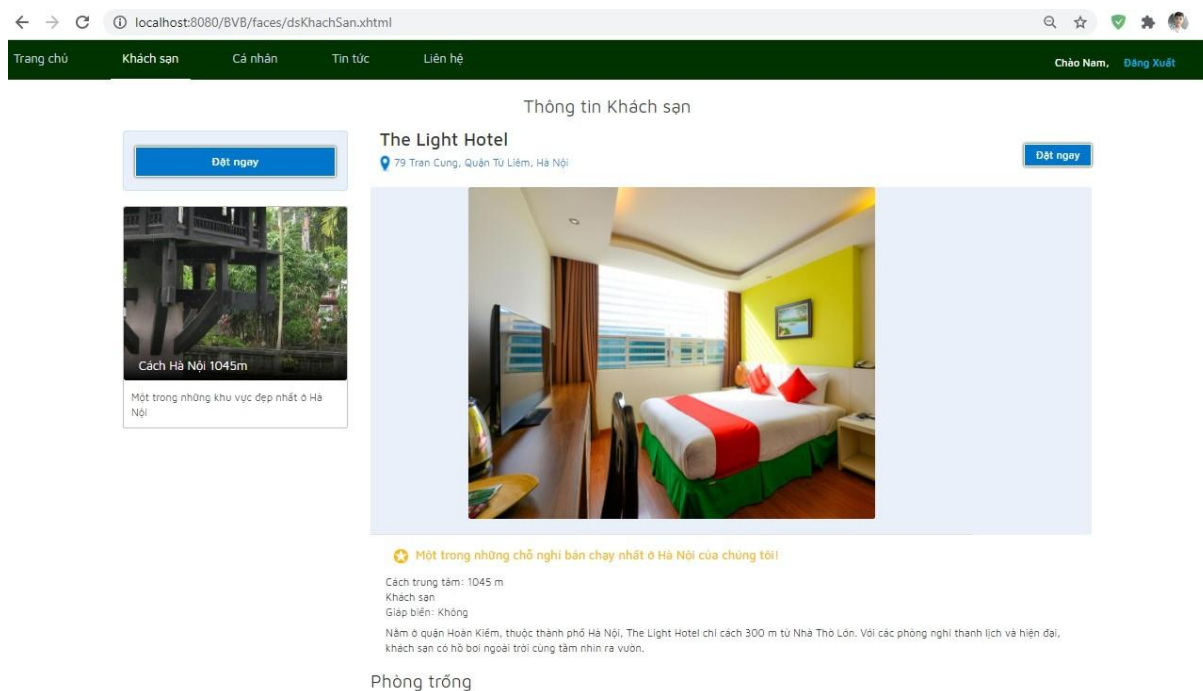 localhost:8080/BVB/faces/dsKhachSan.xhtml
Trang chủ Khách sạn Cá nhân Tin tức Liên hệ Chào Nam, Đăng Xuất
Thông tin Khách sạn
Đặt ngay
The Light Hotel
79 Tran Cung, Quận Từ Liêm, Hà Nội
Đặt ngay
Cách Hà Nội 1045m
Một trong những khu vực đẹp nhất ở Hà
Nội
Một trong những chỗ nghỉ bán chạy nhất ở Hà Nội của chúng tôi!
Cách trung tâm: 1045 m
Khách sạn
Giáp biển: Không
Nằm ở quận Hoàn Kiếm, thuộc thành phố Hà Nội, The Light Hotel chỉ cách 300 m từ Nhà Thờ Lớn. Với các phòng nghỉ thanh lịch và hiện đại,
khách sạn có hồ bơi ngoài trời cùng tầm nhìn ra vườn.
Phòng trống